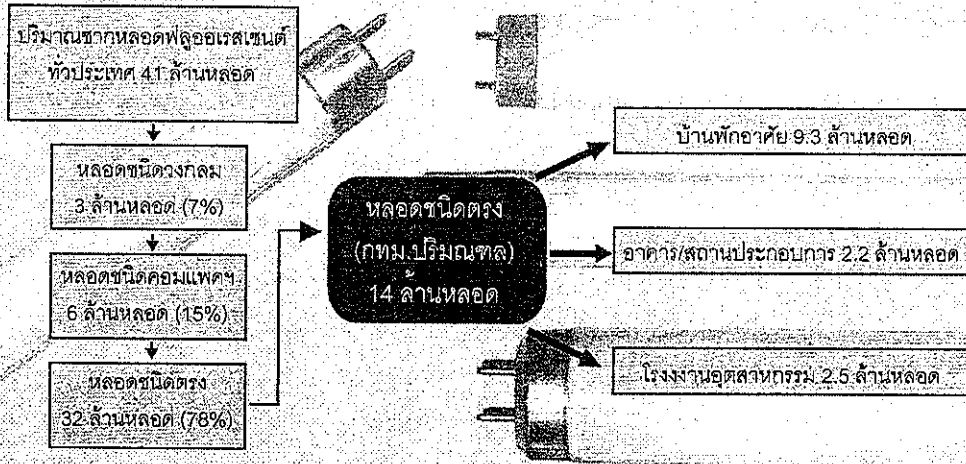 ปริมาณซากหลอดฟลูออเรสเซนต์
ทั่วประเทศ 41 ล้านหลอด
หลอดชนิดวงกลม
3 ล้านหลอด (7%)
หลอดชนิดคอมแพคฯ
6 ล้านหลอด (15%)
หลอดชนิดตรง
32 ล้านหลอด (78%)
หลอดชนิดตรง
(กทม.ปริมณฑล)
14 ล้านหลอด
บ้านพักอาศัย 9.3 ล้านหลอด
อาคาร/สถานประกอบการ 2.2 ล้านหลอด
โรงงานอุตสาหกรรม 2.5 ล้านหลอด